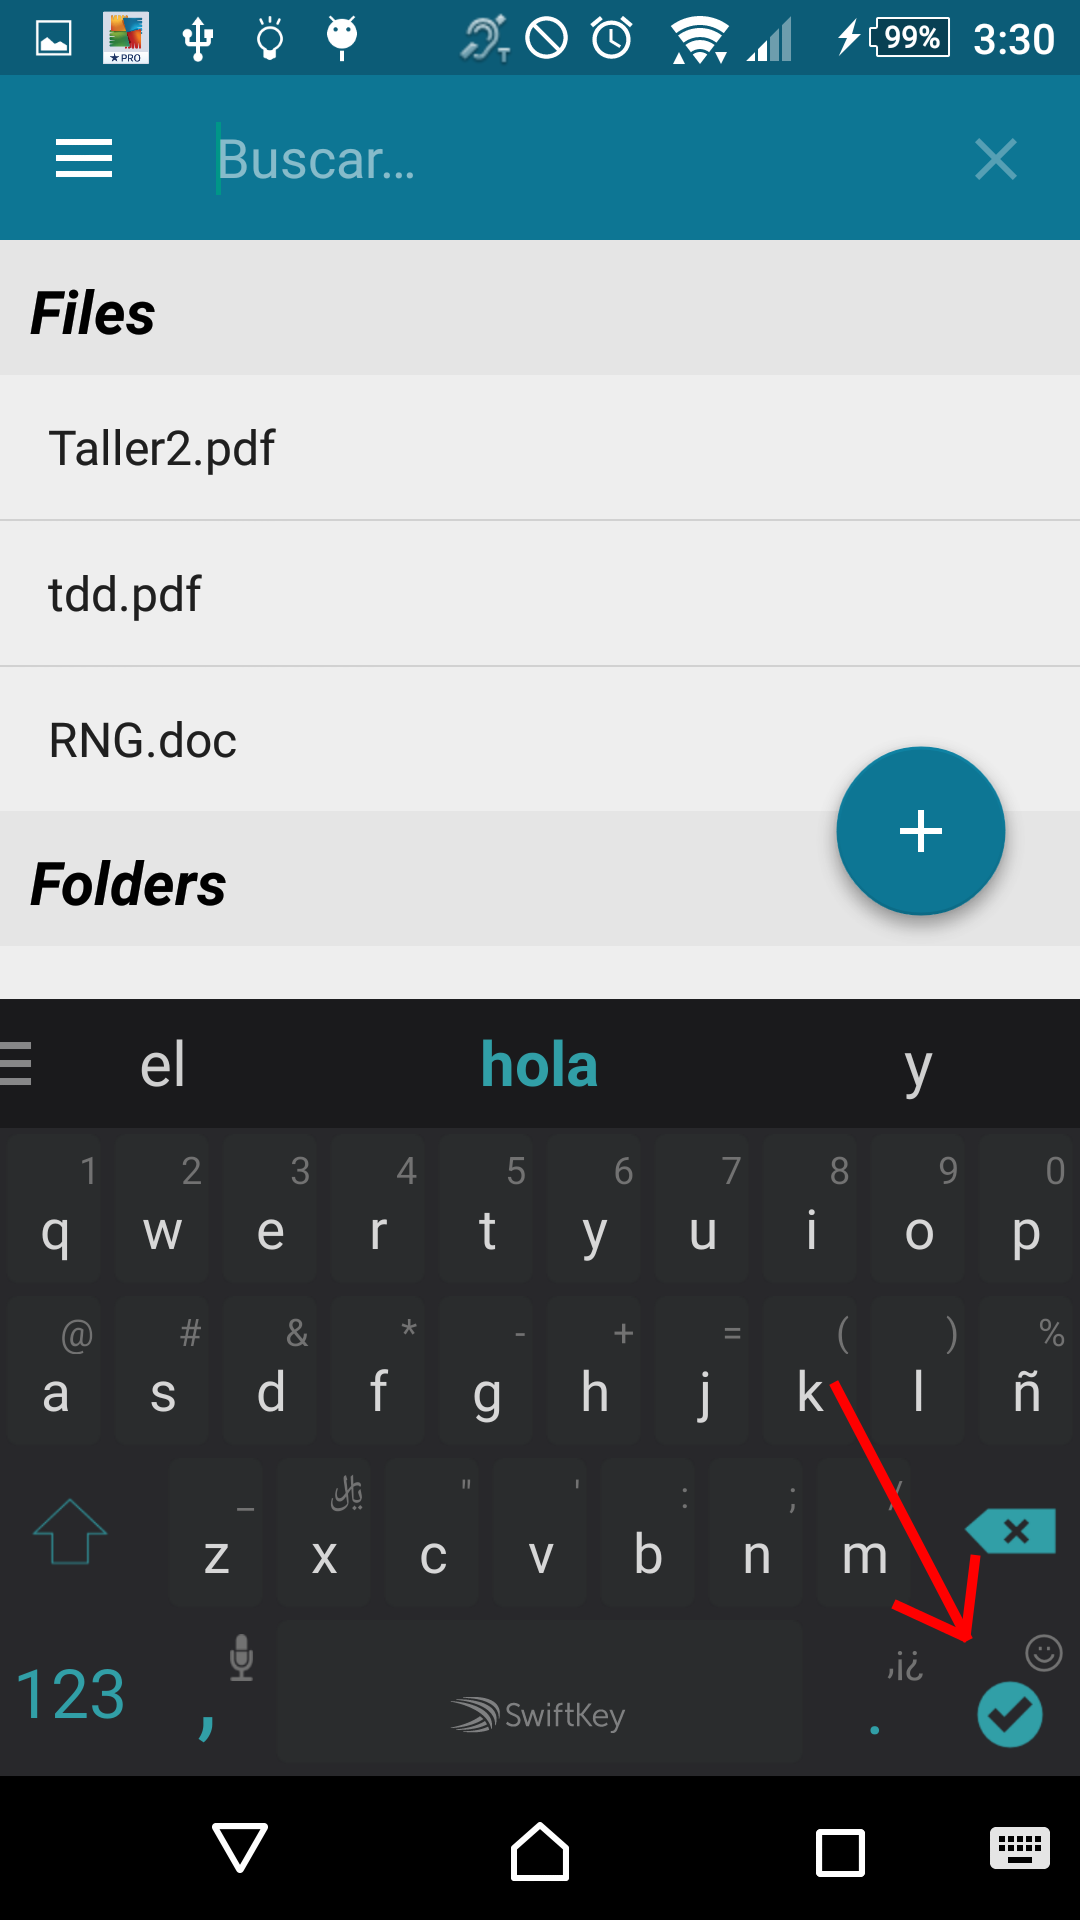 ★PRO
T
99%
3:30
Buscar...
Files
Taller2.pdf
tdd.pdf
RNG.doc
Folders
el hola y
1 2 3 4 5 6 7 8 9 0
q w e r t y u i o p
@ # & * - + = ( ) %
a s d f g h j k l ñ
_ ﷼ " ' : ; /
z x c v b n m
123 , SwiftKey ,¡¿ .